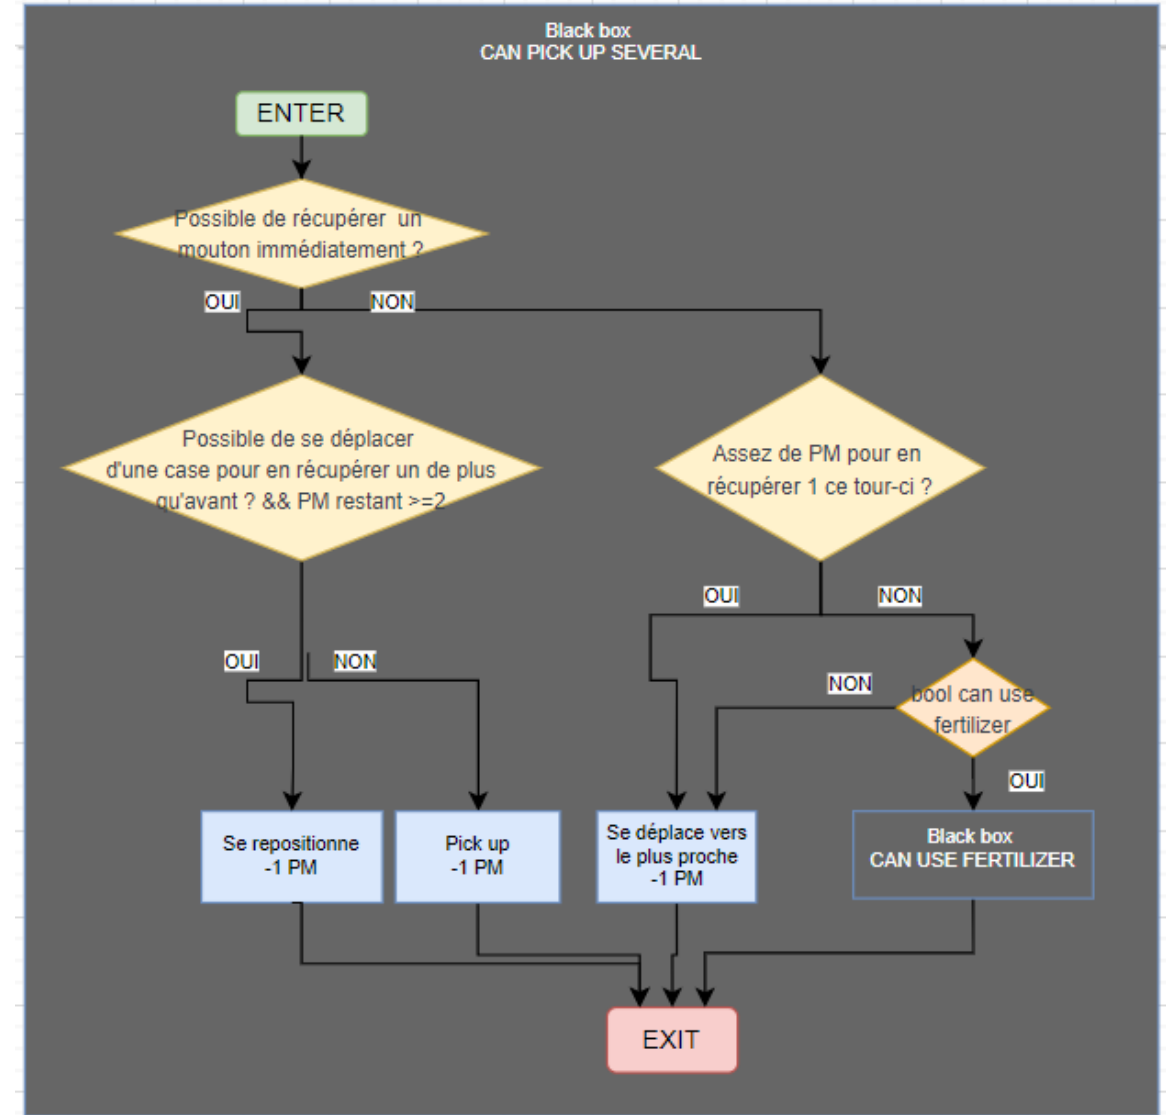 Black box
CAN PICK UP SEVERAL
ENTER
Possible de récupérer un
mouton immédiatement ?
OUI
NON
Possible de se déplacer
d'une case pour en récupérer un de plus
qu'avant ? && PM restant >=2
Assez de PM pour en
récupérer 1 ce tour-ci ?
OUI
NON
OUI
NON
NON
bool can use
fertilizer
OUI
Se repositionne
-1 PM
Pick up
-1 PM
Se déplace vers
le plus proche
-1 PM
Black box
CAN USE FERTILIZER
EXIT